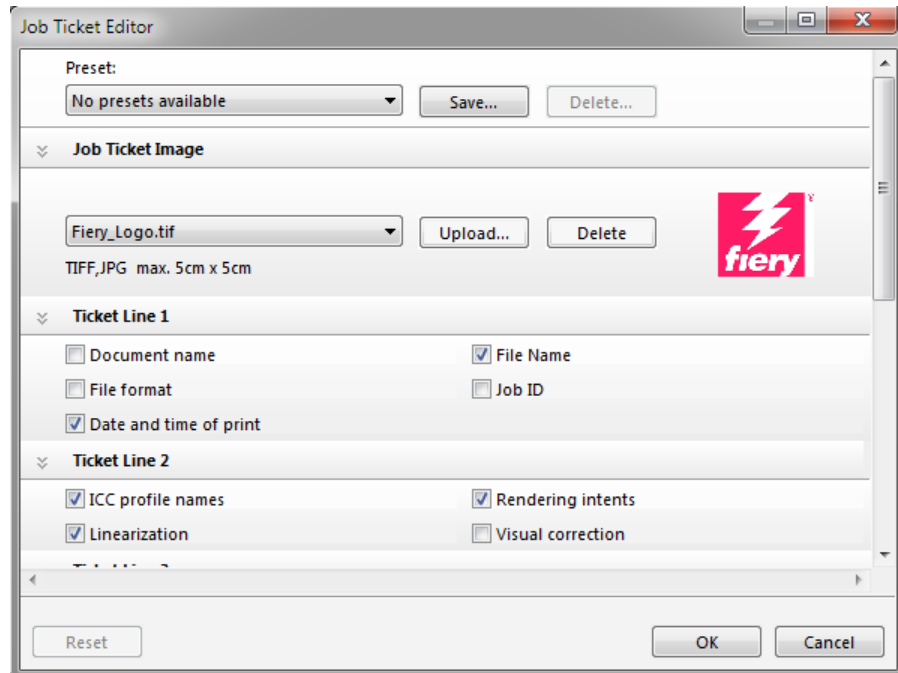 Job Ticket Editor
Preset:
No presets available
Save...
Delete...
Job Ticket Image
Fiery_Logo.tif
Upload...
Delete
fiery
TIFF,JPG max. 5cm x 5cm
Ticket Line 1
Document name
File Name
File format
Job ID
Date and time of print
Ticket Line 2
ICC profile names
Rendering intents
Linearization
Visual correction
Reset
OK
Cancel